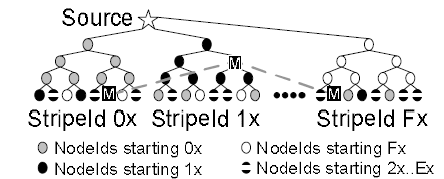 Source
M
M
M
StripeId 0x StripeId 1x StripeId Fx
NodeIds starting 0x NodeIds starting Fx
NodeIds starting 1x NodeIds starting 2x..Ex